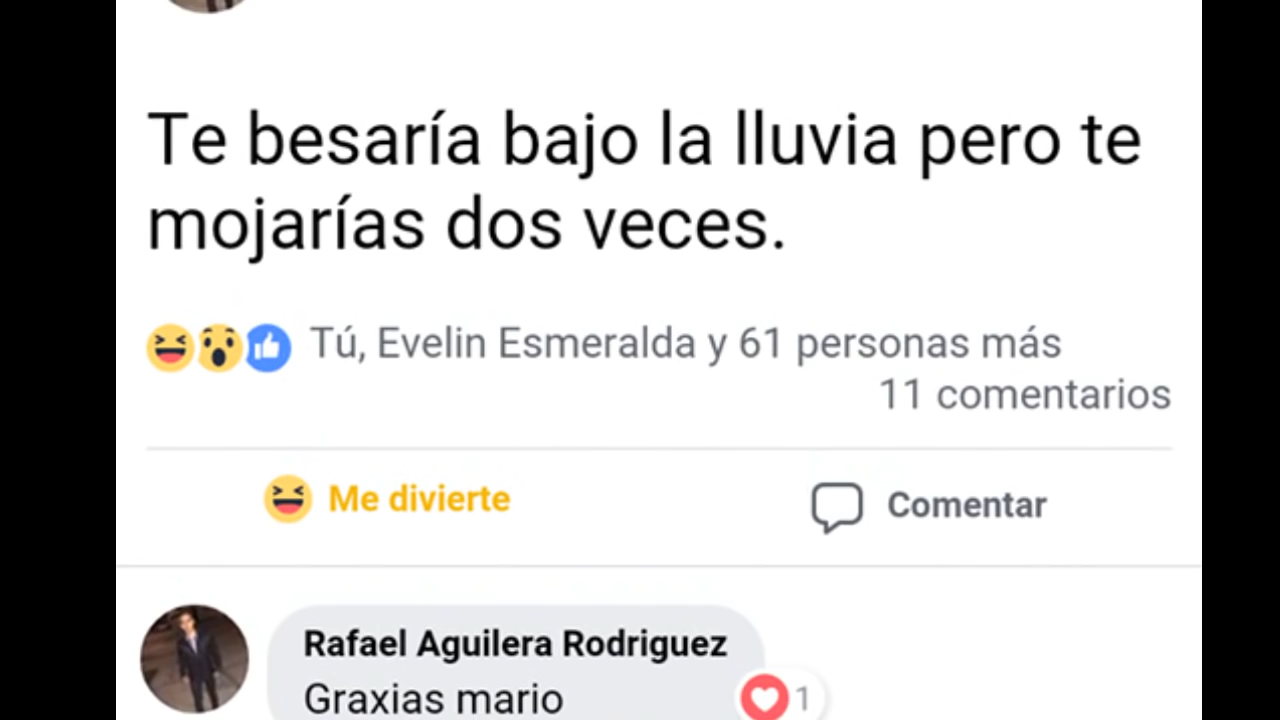 Te besaría bajo la lluvia pero te
mojarías dos veces.
Tú, Evelin Esmeralda y 61 personas más
11 comentarios
Me divierte
Comentar
Rafael Aguilera Rodriguez
Graxias mario
1